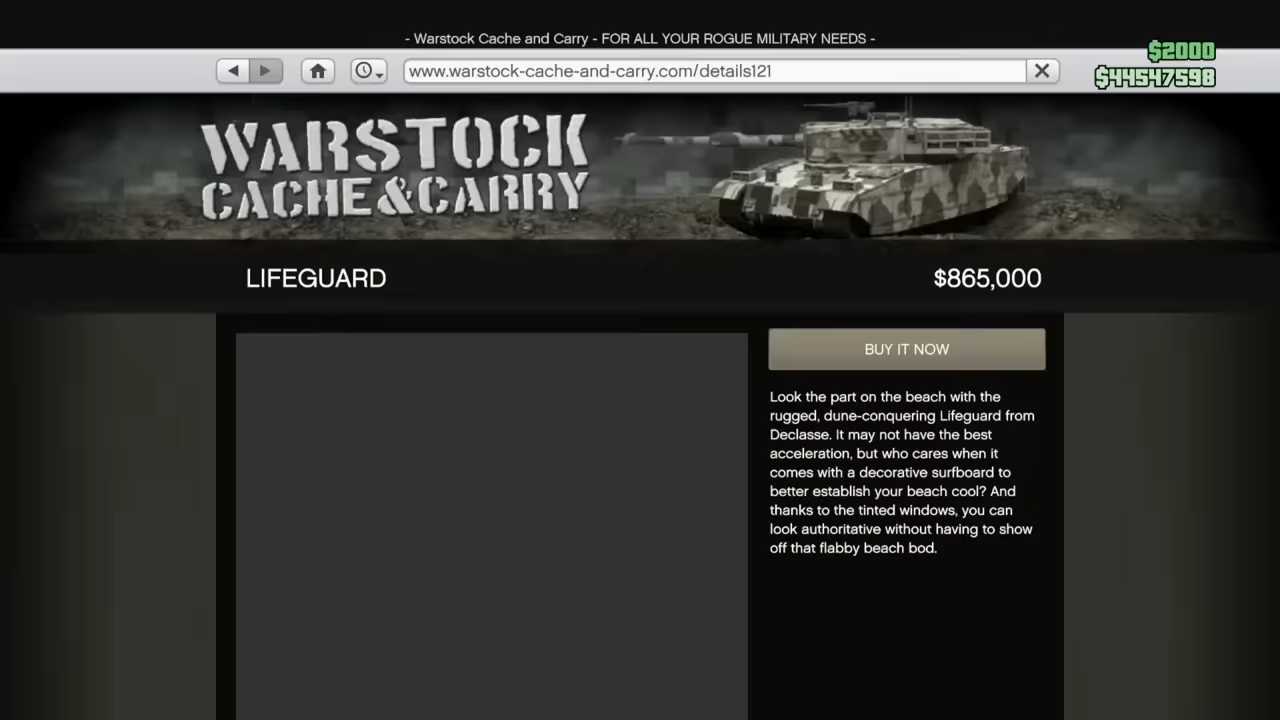 - Warstock Cache and Carry - FOR ALL YOUR ROGUE MILITARY NEEDS -
$2000
www.warstock-cache-and-carry.com/details121
$44547598
WARSTOCK
CACHE&CARRY
LIFEGUARD
$865,000
BUY IT NOW
Look the part on the beach with the
rugged, dune-conquering Lifeguard from
Declasse. It may not have the best
acceleration, but who cares when it
comes with a decorative surfboard to
better establish your beach cool? And
thanks to the tinted windows, you can
look authoritative without having to show
off that flabby beach bod.